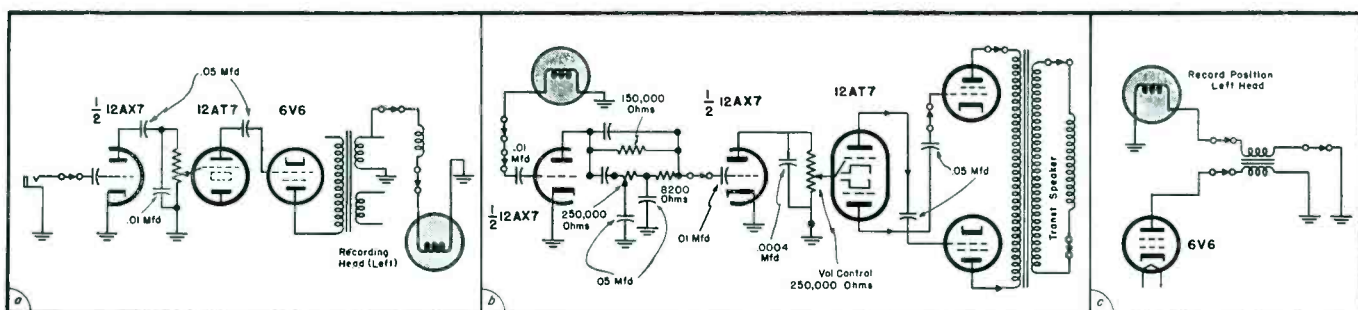 .05 Mfd
1/2 12AX7
12AT7
6V6
.01 Mfd
Recording
Head (Left)
a
150,000
Ohms
1/2 12AX7
12AT7
.01
Mfd
1/2 12AX7
250,000
Ohms
8200
Ohms
.05 Mfd
.01 Mfd
.0004
Mfd
Vol Control
250,000 Ohms
.05 Mfd
Transt Speaker
b
Record Position
Left Head
6V6
c